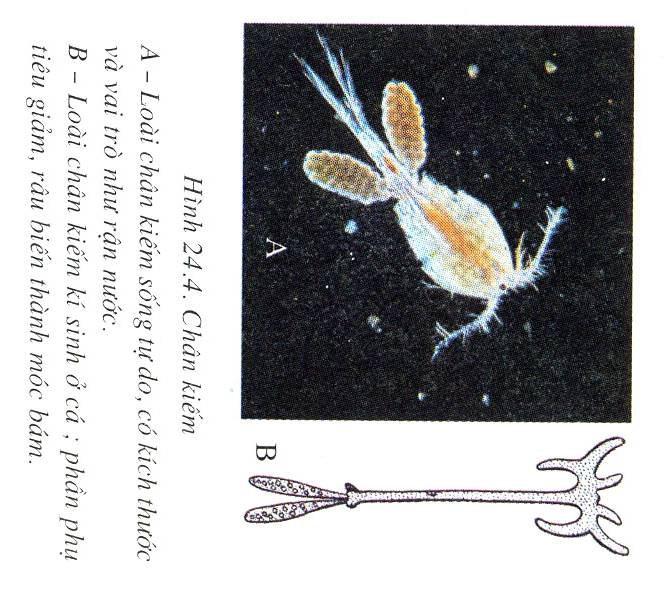 A
B
Hình 24.4. Chân kiếm
A – Loài chân kiếm sống tự do, có kích thước
và vai trò như rận nước.
B – Loài chân kiếm kí sinh ở cá ; phần phụ
tiêu giảm, râu biến thành móc bám.